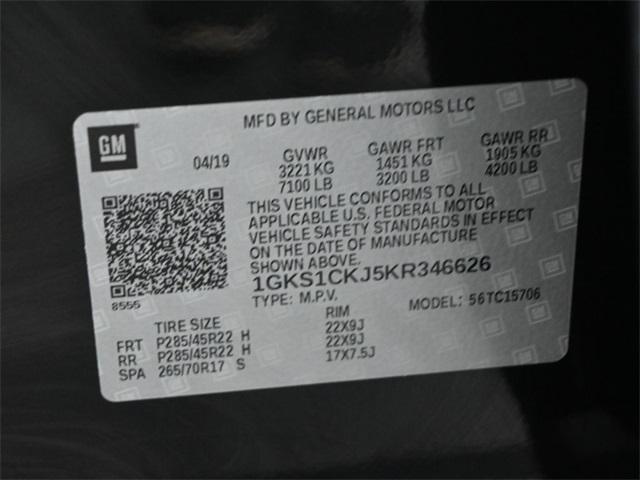 MFD BY GENERAL MOTORS LLC
GM
04/19
GVWR GAWR FRT GAWR RR
3221 KG 1451 KG 1905 KG
7100 LB 3200 LB 4200 LB
THIS VEHICLE CONFORMS TO ALL
APPLICABLE U.S. FEDERAL MOTOR
VEHICLE SAFETY STANDARDS IN EFFECT
ON THE DATE OF MANUFACTURE
SHOWN ABOVE.
1GKS1CKJ5KR346626
8555
TYPE: M.P.V. MODEL: 56TC15706
TIRE SIZE RIM
FRT P285/45R22 H 22X9J
RR P285/45R22 H 22X9J
SPA 265/70R17 S 17X7.5J